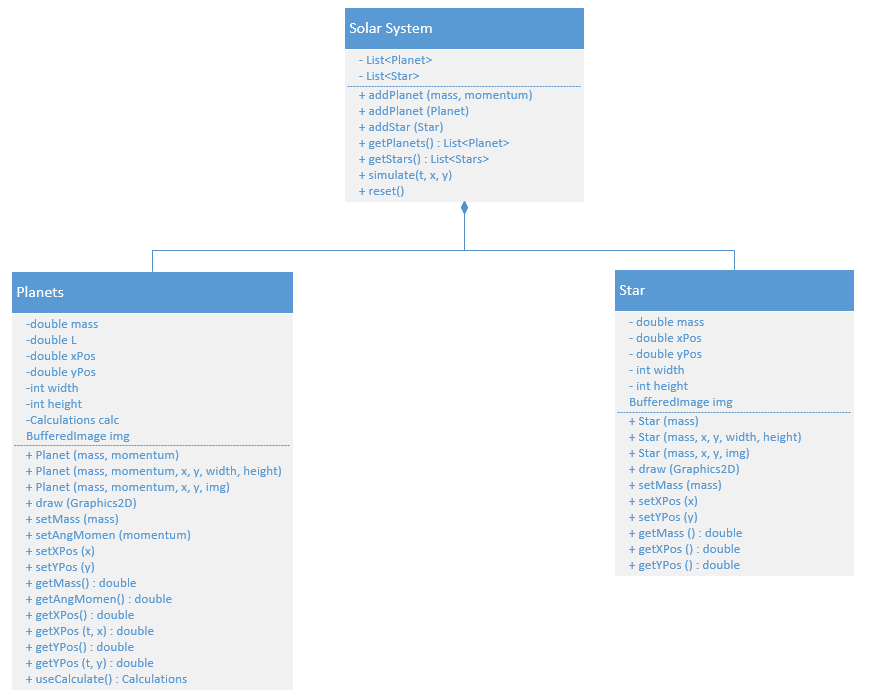 Solar System
- List<Planet>
- List<Star>
+ addPlanet (mass, momentum)
+ addPlanet (Planet)
+ addStar (Star)
+ getPlanets() : List<Planet>
+ getStars() : List<Stars>
+ simulate(t, x, y)
+ reset()
Planets
-double mass
-double L
-double xPos
-double yPos
-int width
-int height
-Calculations calc
BufferedImage img
+ Planet (mass, momentum)
+ Planet (mass, momentum, x, y, width, height)
+ Planet (mass, momentum, x, y, img)
+ draw (Graphics2D)
+ setMass (mass)
+ setAngMomen (momentum)
+ setXPos (x)
+ setYPos (y)
+ getMass() : double
+ getAngMomen() : double
+ getXPos() : double
+ getXPos (t, x) : double
+ getYPos() : double
+ getYPos (t, y) : double
+ useCalculate() : Calculations
Star
- double mass
- double xPos
- double yPos
- int width
- int height
BufferedImage img
+ Star (mass)
+ Star (mass, x, y, width, height)
+ Star (mass, x, y, img)
+ draw (Graphics2D)
+ setMass (mass)
+ setXPos (x)
+ setYPos (y)
+ getMass () : double
+ getXPos () : double
+ getYPos () : double